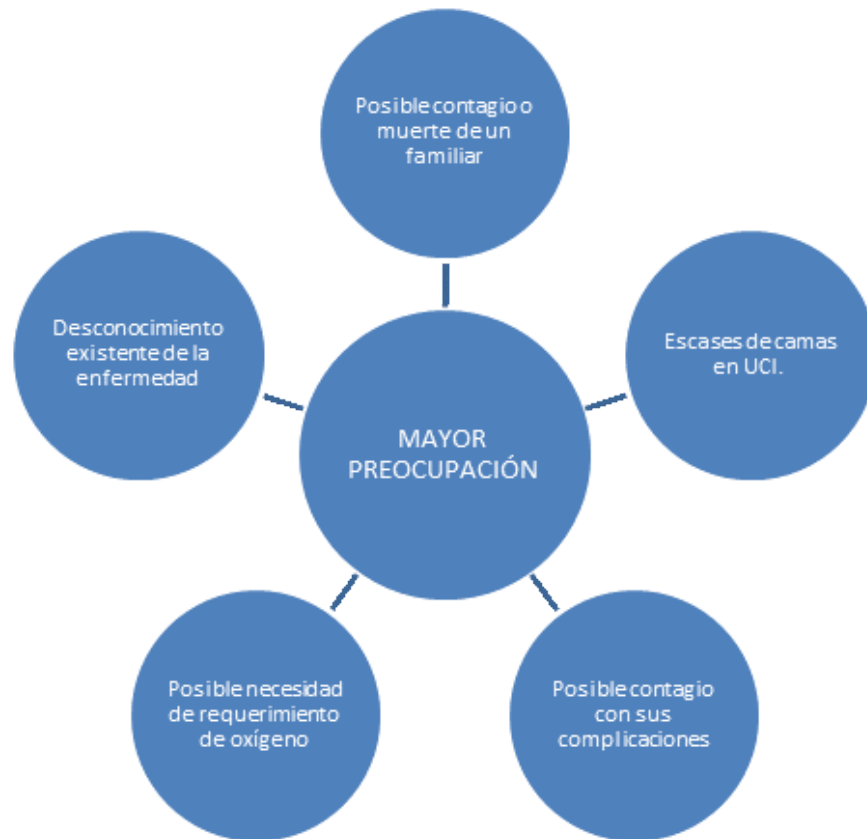 Posible contagio o
muerte de un
familiar
Desconocimiento
existente de la
enfermedad
Escases de camas
en UCI.
MAYOR
PREOCUPACIÓN
Posible necesidad
de requerimiento
de oxígeno
Posible contagio
con sus
complicaciones